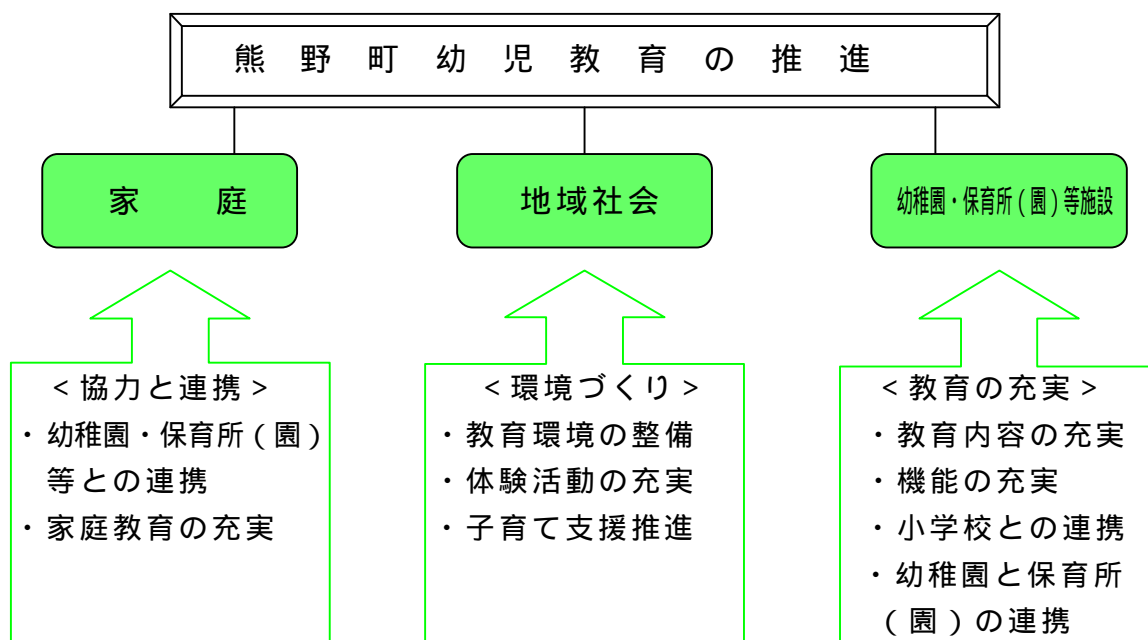 熊野町幼児教育の推進
家庭
地域社会
幼稚園・保育所(園)等施設
<協力と連携>
・幼稚園・保育所(園)
等との連携
・家庭教育の充実
<環境づくり>
・教育環境の整備
・体験活動の充実
・子育て支援推進
<教育の充実>
・教育内容の充実
・機能の充実
・小学校との連携
・幼稚園と保育所
(園)の連携